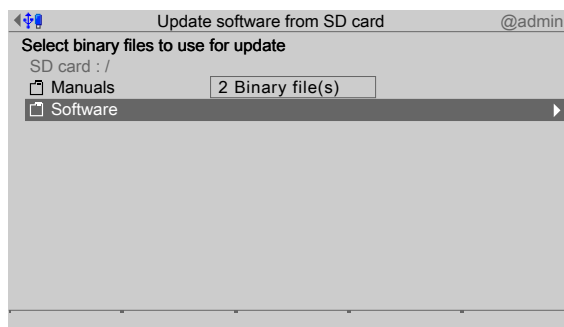 Update software from SD card @admin
Select binary files to use for update
SD card : /
Manuals 2 Binary file(s)
Software